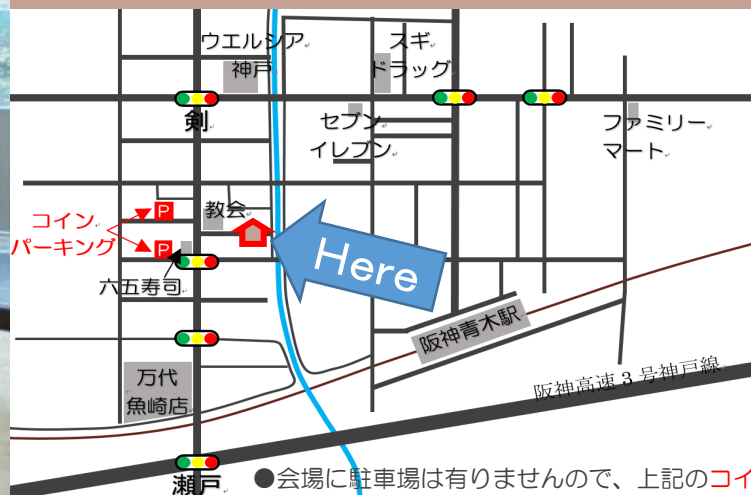 ウエルシア
神戸
スギ
ドラッグ
剣
セブン
イレブン
ファミリー
マート
コイン
パーキング
P
教会
P
Here
六五寿司
阪神青木駅
万代
魚崎店
阪神高速3号神戸線
瀬戸
●会場に駐車場は有りませんので、上記のコイ